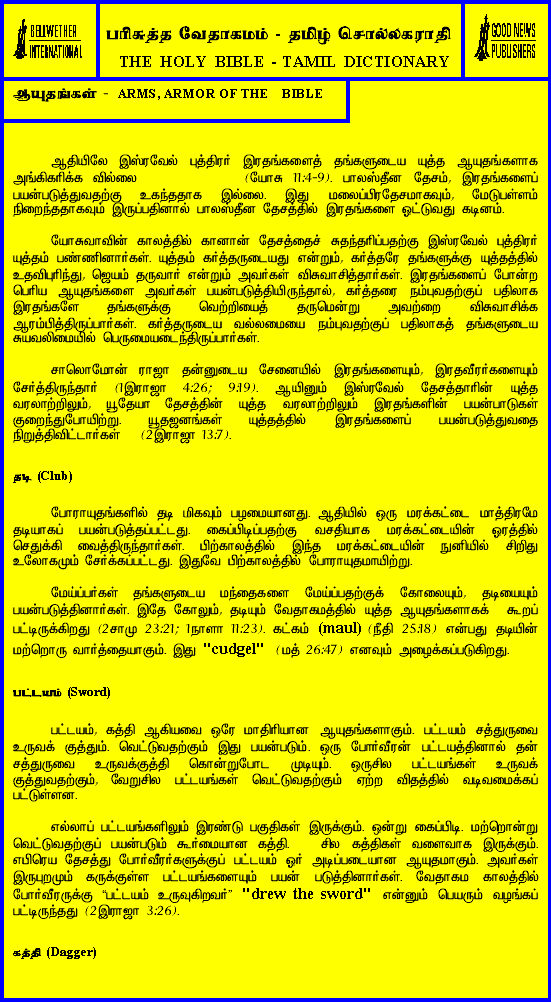 BELLWETHER
INTERNATIONAL
பரிசுத்த வேதாகமம் - தமிழ் சொல்லகராதி
THE HOLY BIBLE - TAMIL DICTIONARY
GOOD NEWS
PUBLISHERS
ஆயுதங்கள் - ARMS, ARMOR OF THE BIBLE
ஆதியிலே இஸ்ரவேல் புத்திரர் இரதங்களைத் தங்களுடைய யுத்த ஆயுதங்களாக
அங்கிகரிக்க வில்லை (யோசு 11:4-9). பாலஸ்தீன தேசம், இரதங்களைப்
பயன்படுத்துவதற்கு உகந்ததாக இல்லை. இது மலைப்பிரதேசமாகவும், மேடுபள்ளம்
நிறைந்ததாகவும் இருப்பதினால் பாலஸ்தீன தேசத்தில் இரதங்களை ஓட்டுவது கடினம்.
யோசுவாவின் காலத்தில் கானான் தேசத்தைச் சுதந்தரிப்பதற்கு இஸ்ரவேல் புத்திரர்
யுத்தம் பண்ணினார்கள். யுத்தம் கர்த்தருடையது என்றும், கர்த்தரே தங்களுக்கு யுத்தத்தில்
உதவிபுரிந்து, ஜெயம் தருவார் என்றும் அவர்கள் விசுவாசித்தார்கள். இரதங்களைப் போன்ற
பெரிய ஆயுதங்களை அவர்கள் பயன்படுத்தியிருந்தால், கர்த்தரை நம்புவதற்குப் பதிலாக
இரதங்களே தங்களுக்கு வெற்றியைத் தருமென்று அவற்றை விசுவாசிக்க
ஆரம்பித்திருப்பார்கள். கர்த்தருடைய வல்லமையை நம்புவதற்குப் பதிலாகத் தங்களுடைய
சுயவலிமையில் பெருமையடைந்திருப்பார்கள்.
சாலொமோன் ராஜா தன்னுடைய சேனையில் இரதங்களையும், இரதவீரர்களையும்
சேர்த்திருந்தார் (1இராஜா 4:26; 9:19). ஆயினும் இஸ்ரவேல் தேசத்தாரின் யுத்த
வரலாற்றிலும், யூதேயா தேசத்தின் யுத்த வரலாற்றிலும் இரதங்களின் பயன்பாடுகள்
குறைந்துபோயிற்று. யூதஜனங்கள் யுத்தத்தில் இரதங்களைப் பயன்படுத்துவதை
நிறுத்திவிட்டார்கள் (2இராஜா 13:7).
தடி (Club)
போராயுதங்களில் தடி மிகவும் பழமையானது. ஆதியில் ஒரு மரக்கட்டை மாத்திரமே
தடியாகப் பயன்படுத்தப்பட்டது. கைப்பிடிப்பதற்கு வசதியாக மரக்கட்டையின் ஓரத்தில்
செதுக்கி வைத்திருந்தார்கள். பிற்காலத்தில் இந்த மரக்கட்டையின் நுனியில் சிறிது
உலோகமும் சேர்க்கப்பட்டது. இதுவே பிற்காலத்தில் போராயுதமாயிற்று.
மேய்ப்பர்கள் தங்களுடைய மந்தைகளை மேய்ப்பதற்குக் கோலையும், தடியையும்
பயன்படுத்தினார்கள். இதே கோலும், தடியும் வேதாகமத்தில் யுத்த ஆயுதங்களாகக் கூறப்
பட்டிருக்கிறது (2சாமு 23:21; 1நாளா 11:23). கட்கம் (maul) (நீதி 25:18) என்பது தடியின்
மற்றொரு வார்த்தையாகும். இது "cudgel" (மத் 26:47) எனவும் அழைக்கப்படுகிறது.
பட்டயம் (Sword)
பட்டயம், கத்தி ஆகியவை ஒரே மாதிரியான ஆயுதங்களாகும். பட்டயம் சத்துருவை
உருவக் குத்தும். வெட்டுவதற்கும் இது பயன்படும். ஒரு போர்வீரன் பட்டயத்தினால் தன்
சத்துருவை உருவக்குத்தி கொன்றுபோட முடியும். ஒருசில பட்டயங்கள் உருவக்
குத்துவதற்கும், வேறுசில பட்டயங்கள் வெட்டுவதற்கும் ஏற்ற விதத்தில் வடிவமைக்கப்
பட்டுள்ளன.
எல்லாப் பட்டயங்களிலும் இரண்டு பகுதிகள் இருக்கும். ஒன்று கைப்பிடி. மற்றொன்று
வெட்டுவதற்குப் பயன்படும் கூர்மையான கத்தி. சில கத்திகள் வளைவாக இருக்கும்.
எபிரெய தேசத்து போர்வீரர்களுக்குப் பட்டயம் ஓர் அடிப்படையான ஆயுதமாகும். அவர்கள்
இருபுறமும் கருக்குள்ள பட்டயங்களையும் பயன் படுத்தினார்கள். வேதாகம காலத்தில்
போர்வீரருக்கு “பட்டயம் உருவுகிறவர்” "drew the sword" என்னும் பெயரும் வழங்கப்
பட்டிருந்தது (2இராஜா 3:26).
கத்தி (Dagger)